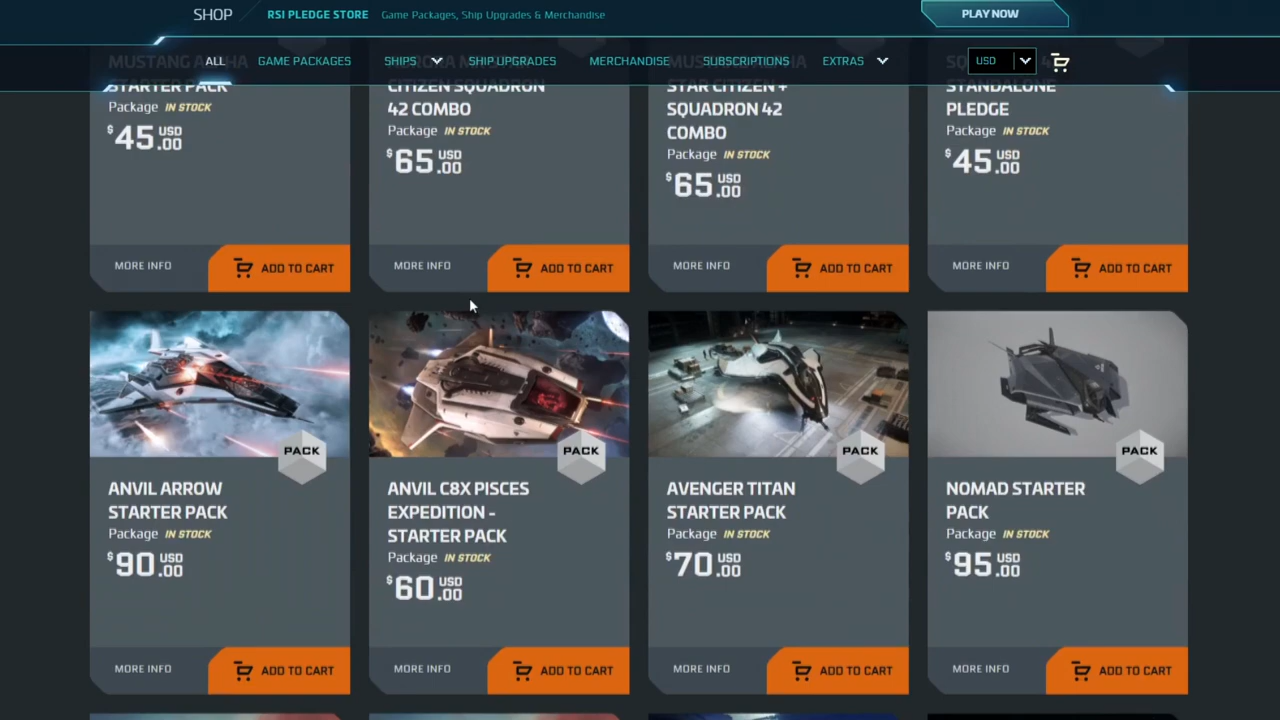 SHOP
RSI PLEDGE STORE
Game Packages, Ship Upgrades & Merchandise
PLAY NOW
ALL
GAME PACKAGES
SHIPS
SHIP UPGRADES
MERCHANDISE
SUBSCRIPTIONS
EXTRAS
USD
MUSTANG ALPHA
STARTER PACK
Package IN STOCK
$45 USD .00
MORE INFO
ADD TO CART
CITIZEN SQUADRON
42 COMBO
Package IN STOCK
$65 USD .00
MORE INFO
ADD TO CART
STAR CITIZEN +
SQUADRON 42
COMBO
Package IN STOCK
$65 USD .00
MORE INFO
ADD TO CART
STANDALONE
PLEDGE
Package IN STOCK
$45 USD .00
MORE INFO
ADD TO CART
PACK
ANVIL ARROW
STARTER PACK
Package IN STOCK
$90 USD .00
MORE INFO
ADD TO CART
PACK
ANVIL C8X PISCES
EXPEDITION -
STARTER PACK
Package IN STOCK
$60 USD .00
MORE INFO
ADD TO CART
PACK
AVENGER TITAN
STARTER PACK
Package IN STOCK
$70 USD .00
MORE INFO
ADD TO CART
PACK
NOMAD STARTER
PACK
Package IN STOCK
$95 USD .00
MORE INFO
ADD TO CART